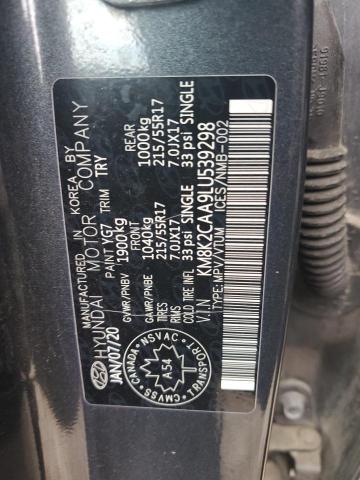 MANUFACTURED IN KOREA BY
HYUNDAI MOTOR COMPANY
JAN/07/20 PAINT YG7 TRIM TRY
FRONT REAR
GVWR/PNBV 1900kg
GAWR/PNBE 1040kg 1000kg
TIRES 215/55R17 215/55R17
RIMS 7.0JX17 7.0JX17
COLD TIRE INFL 33 psi SINGLE 33 psi SINGLE
V.I.N. KM8K2CAA9LU539298
TYPE:MPV/VTUM ICES/NMB-002
CANADA NSVAC TRANSPORT CMVSS
A54